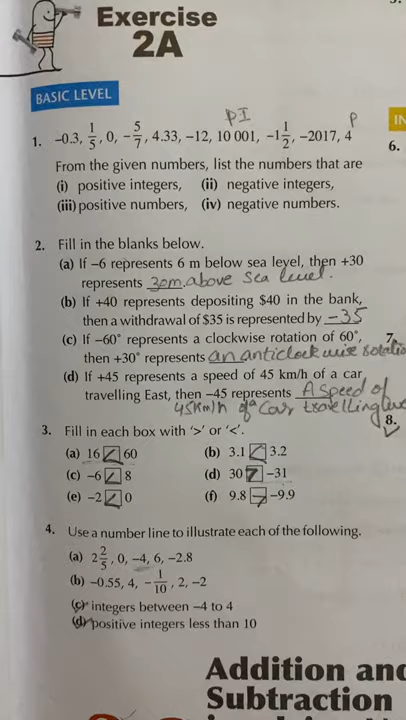 Exercise
2A
BASIC LEVEL
PI
P
IN
1. –0.3, 1/5, 0, –5/7, 4.33, –12, 10 001, –1 1/2, –2017, 4
6.
From the given numbers, list the numbers that are
(i) positive integers, (ii) negative integers,
(iii) positive numbers, (iv) negative numbers.
2. Fill in the blanks below.
(a) If –6 represents 6 m below sea level, then +30
represents 30m above sea level.
(b) If +40 represents depositing $40 in the bank,
then a withdrawal of $35 is represented by –35
(c) If –60° represents a clockwise rotation of 60°,
7.
then +30° represents an anticlockwise rotatio
(d) If +45 represents a speed of 45 km/h of a car
travelling East, then –45 represents A Speed of
45km/h of a Car travelling
8.
3. Fill in each box with '>' or '<'.
(a) 16 < 60 (b) 3.1 < 3.2
(c) –6 < 8 (d) 30 > –31
(e) –2 < 0 (f) 9.8 > –9.9
4. Use a number line to illustrate each of the following.
(a) 2 2/5, 0, –4, 6, –2.8
(b) –0.55, 4, –1/10, 2, –2
(c) integers between –4 to 4
(d) positive integers less than 10
Addition and
Subtraction